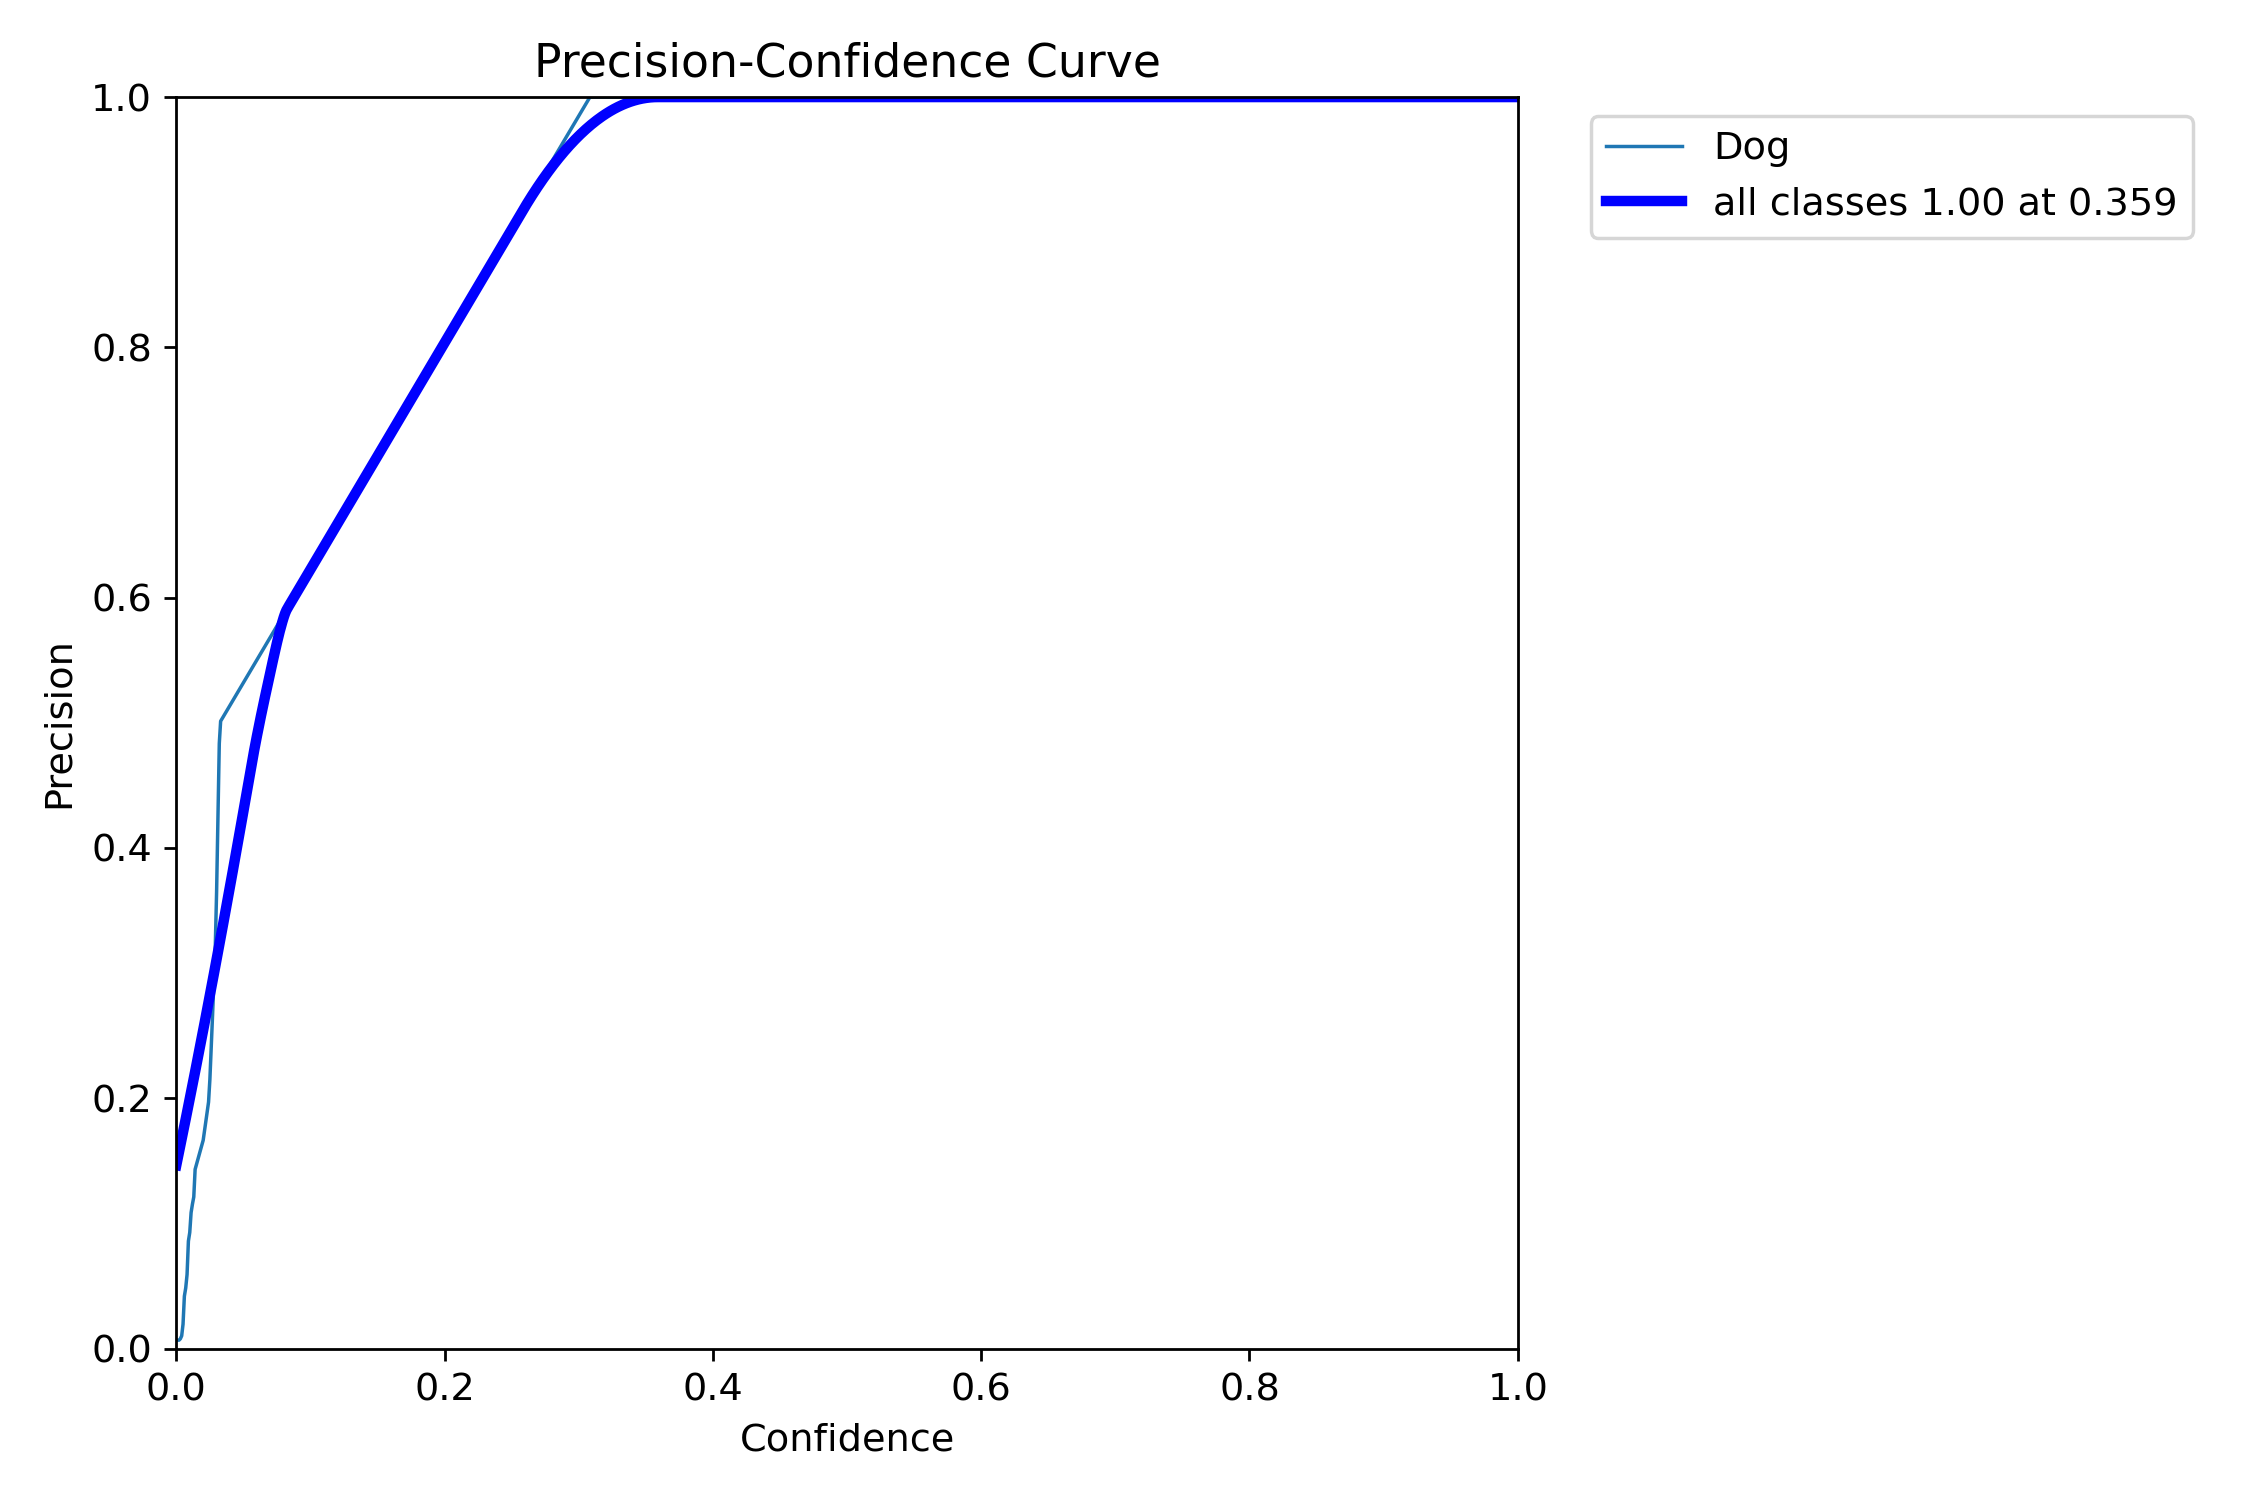 Precision-Confidence Curve
1.0
0.8
0.6
0.4
0.2
0.0
Precision
0.0 0.2 0.4 0.6 0.8 1.0
Confidence
Dog
all classes 1.00 at 0.359